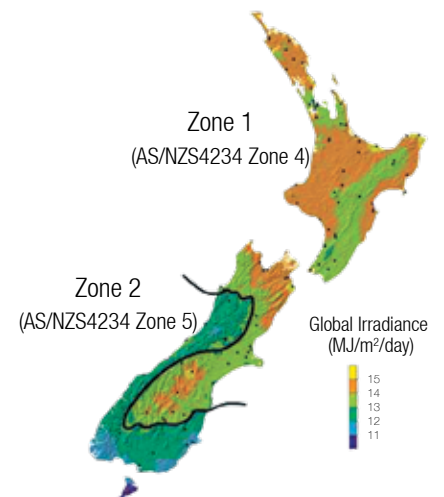 Zone 1
(AS/NZS4234 Zone 4)
Zone 2
(AS/NZS4234 Zone 5)
Global Irradiance
(MJ/m²/day)
15
14
13
12
11